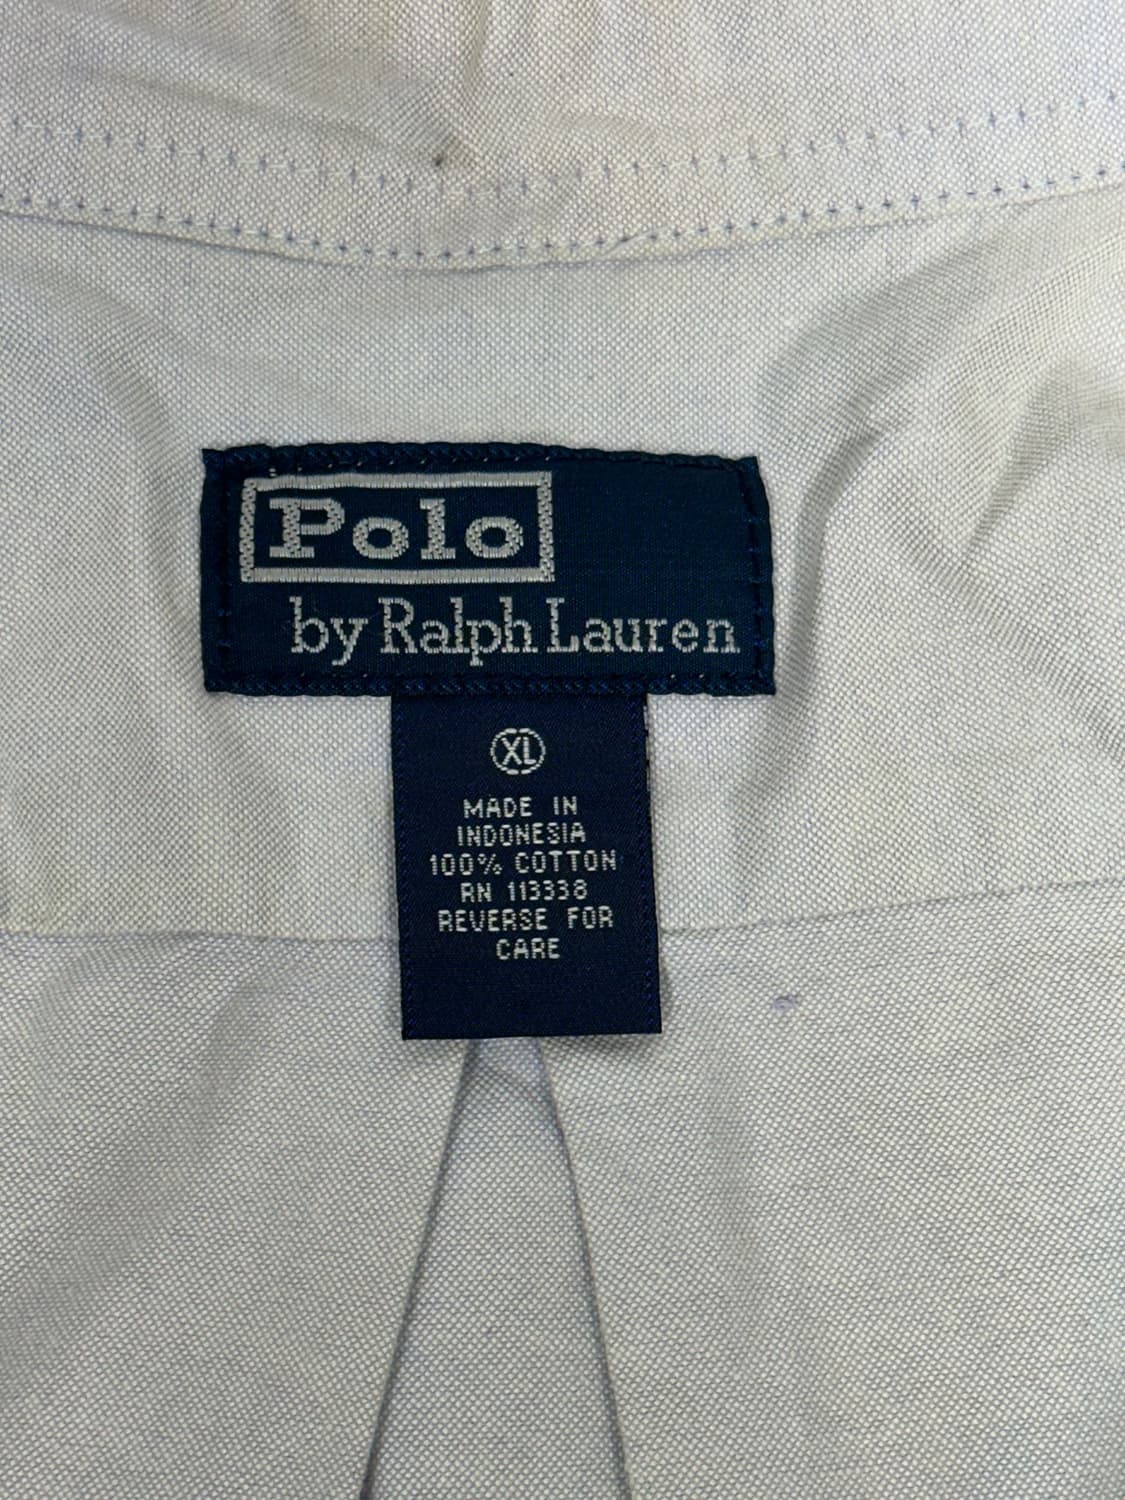 Polo
by Ralph Lauren
XL
MADE IN
INDONESIA
100% COTTON
RN 113338
REVERSE FOR
CARE